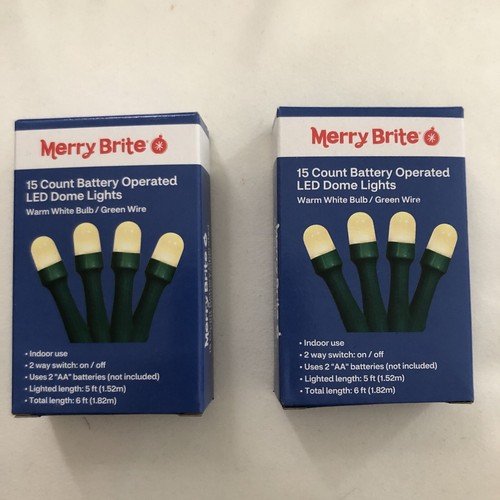 Merry Brite
15 Count Battery Operated
LED Dome Lights
Warm White Bulb / Green Wire
• Indoor use
• 2 way switch: on / off
• Uses 2 "AA" batteries (not included)
• Lighted length: 5 ft (1.52m)
• Total length: 6 ft (1.82m)
Merry Brite
Merry Brite
15 Count Battery Operated
LED Dome Lights
Warm White Bulb / Green Wire
• Indoor use
• 2 way switch: on / off
• Uses 2 "AA" batteries (not included)
• Lighted length: 5 ft (1.52m)
• Total length: 6 ft (1.82m)